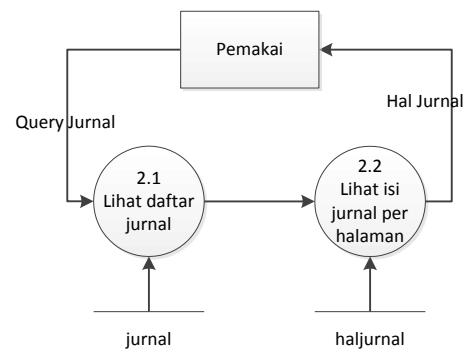 Pemakai
Query Jurnal
Hal Jurnal
2.1
Lihat daftar
jurnal
2.2
Lihat isi
jurnal per
halaman
jurnal
haljurnal